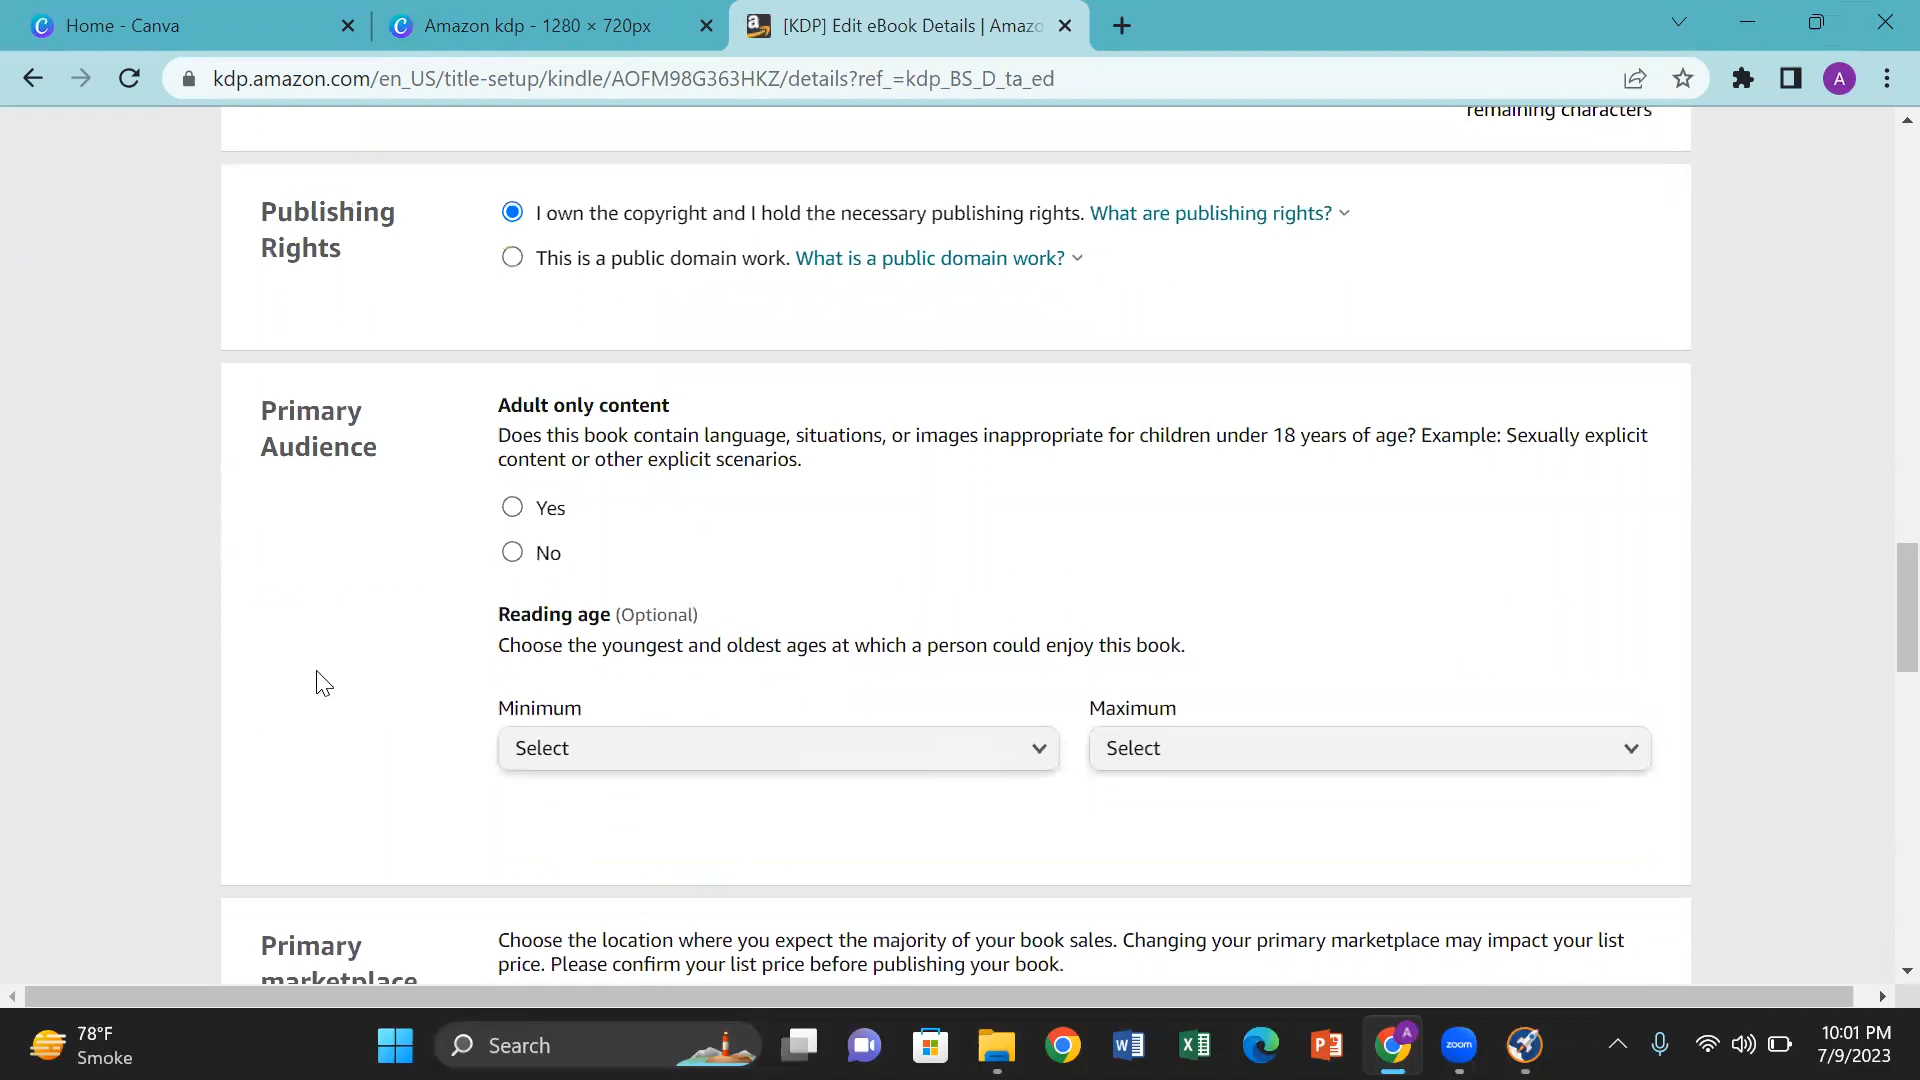 Home - Canva
Amazon kdp - 1280 × 720px
[KDP] Edit eBook Details | Amazo
kdp.amazon.com/en_US/title-setup/kindle/AOFM98G363HKZ/details?ref_=kdp_BS_D_ta_ed
A
remaining characters
Publishing
Rights
I own the copyright and I hold the necessary publishing rights. What are publishing rights?
This is a public domain work. What is a public domain work?
Primary
Audience
Adult only content
Does this book contain language, situations, or images inappropriate for children under 18 years of age? Example: Sexually explicit
content or other explicit scenarios.
Yes
No
Reading age (Optional)
Choose the youngest and oldest ages at which a person could enjoy this book.
Minimum
Maximum
Select
Select
Primary
marketplace
Choose the location where you expect the majority of your book sales. Changing your primary marketplace may impact your list
price. Please confirm your list price before publishing your book.
78°F
Smoke
Search
zoom
10:01 PM
7/9/2023